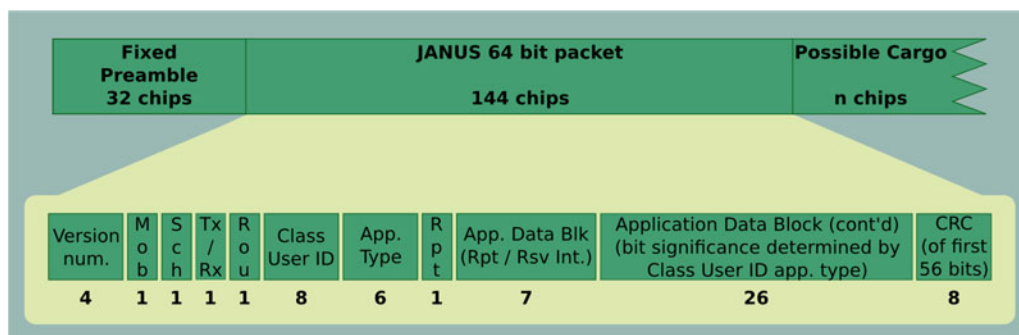 Fixed
Preamble
32 chips
JANUS 64 bit packet
144 chips
Possible Cargo
n chips
Version
num.
4
M
o
b
1
S
c
h
1
Tx
/
Rx
1
R
o
u
1
Class
User ID
8
App.
Type
6
R
p
t
1
App. Data Blk
(Rpt / Rsv Int.)
7
Application Data Block (cont'd)
(bit significance determined by
Class User ID app. type)
26
CRC
(of first
56 bits)
8